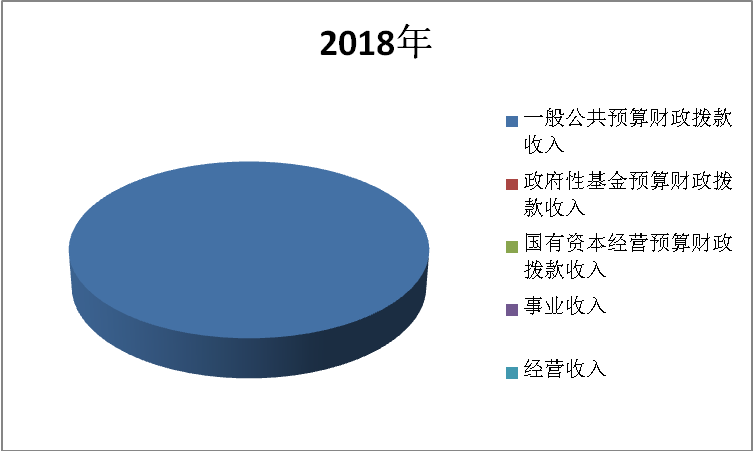 2018年
一般公共预算财政拨款
收入
政府性基金预算财政拨
款收入
国有资本经营预算财政
拨款收入
事业收入
经营收入